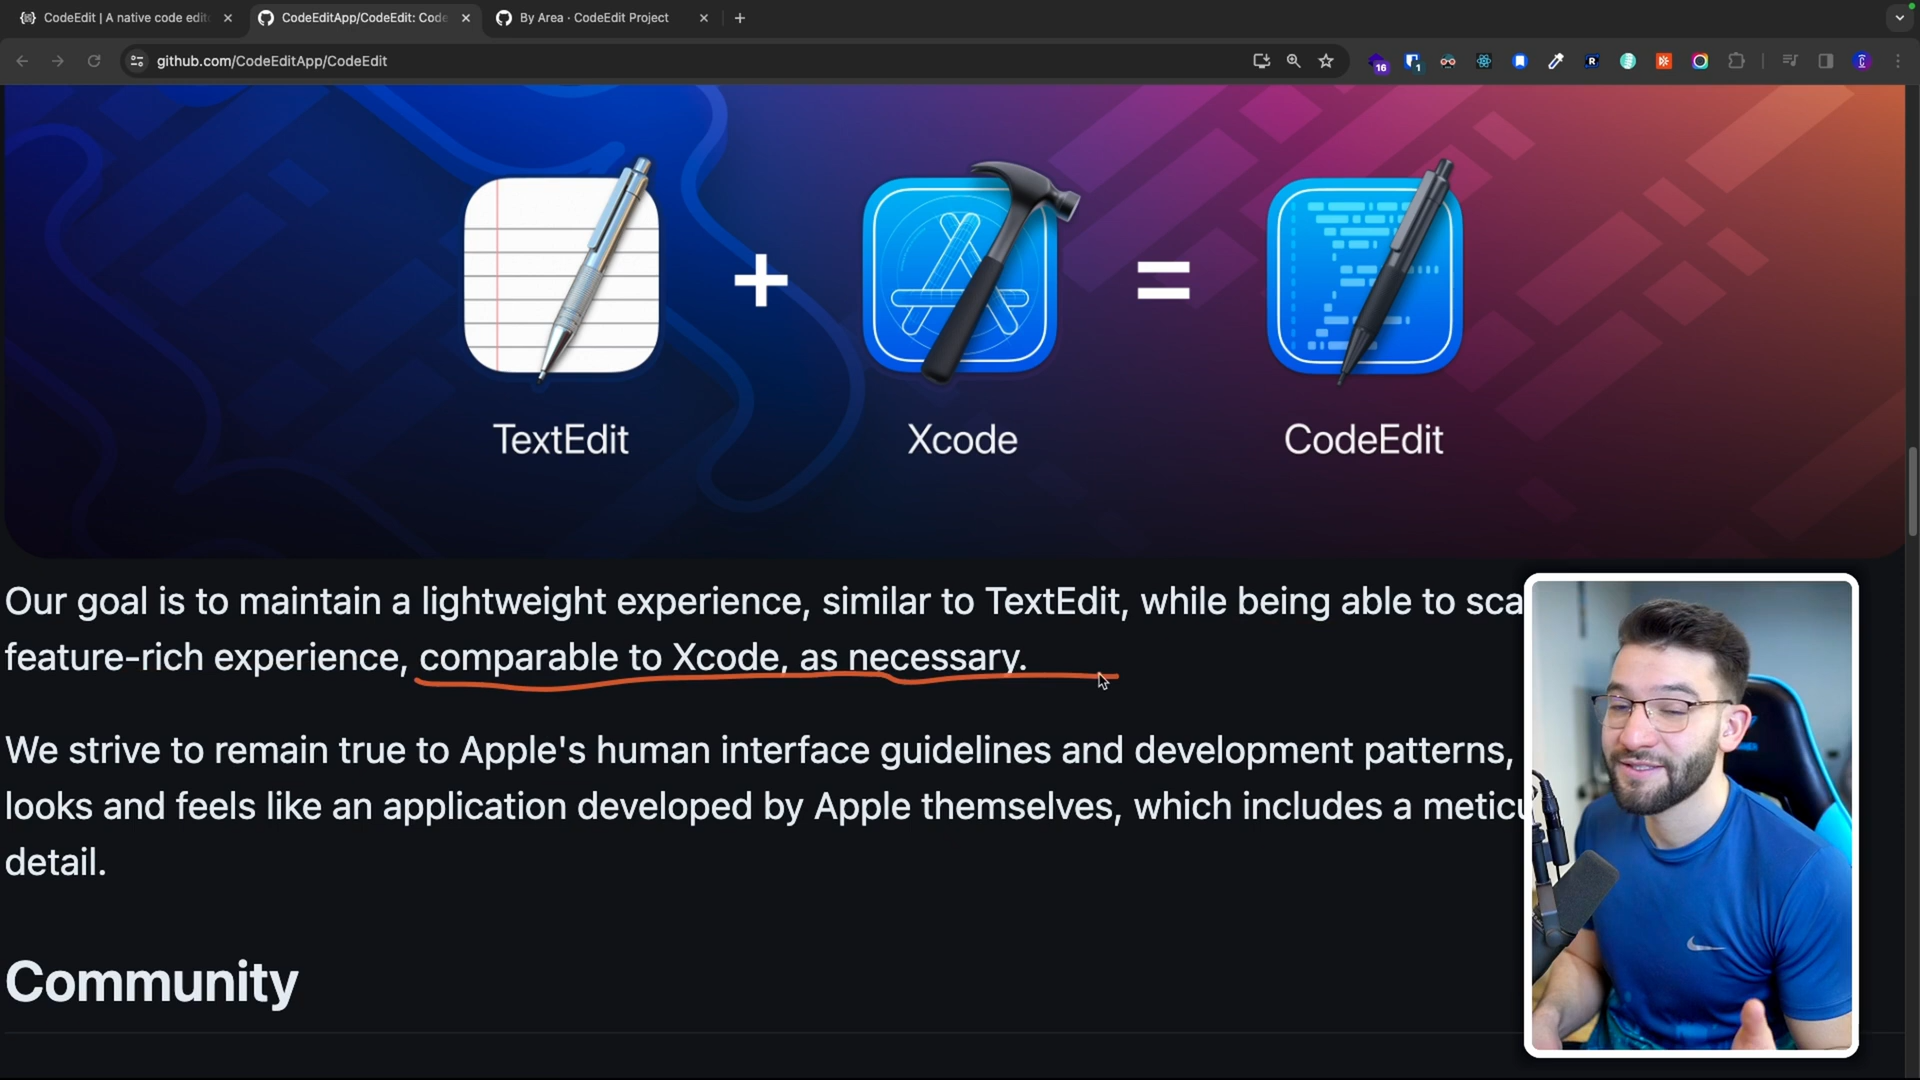 CodeEdit | A native code edit
CodeEditApp/CodeEdit: Code
By Area · CodeEdit Project
github.com/CodeEditApp/CodeEdit
16
1
R
TextEdit
+
Xcode
=
CodeEdit
Our goal is to maintain a lightweight experience, similar to TextEdit, while being able to sca
feature-rich experience, comparable to Xcode, as necessary.
We strive to remain true to Apple's human interface guidelines and development patterns,
looks and feels like an application developed by Apple themselves, which includes a meticu
detail.
Community